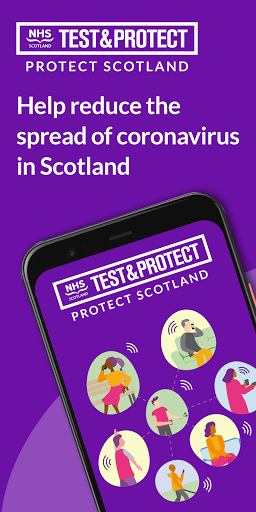 NHS
SCOTLAND
TEST&PROTECT
PROTECT SCOTLAND
Help reduce the
spread of coronavirus
in Scotland
NHS
SCOTLAND
TEST&PROTECT
PROTECT SCOTLAND